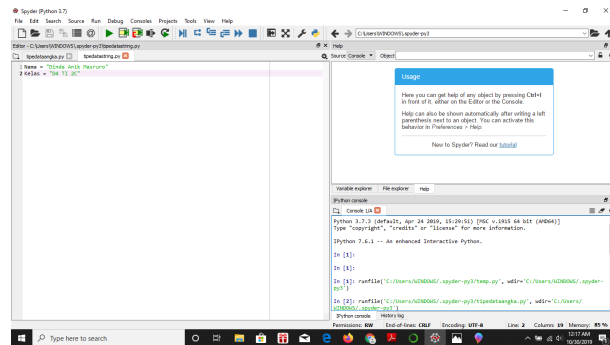 Spyder (Python 3.7)
File Edit Search Source Run Debug Consoles Projects Tools View Help
C:\Users\WINDOWS\.spyder-py3
Editor - C:\Users\WINDOWS\.spyder-py3\tipedatastring.py
Help
tipedataangka.py
tipedatastring.py
Source Console Object
1 Nama = "Dinda Anik Masruro"
2 Kelas = "D4 TI 2C"
Usage
Here you can get help of any object by pressing Ctrl+I
in front of it, either on the Editor or the Console.
Help can also be shown automatically after writing a left
parenthesis next to an object. You can activate this
behavior in Preferences > Help.
New to Spyder? Read our tutorial
Variable explorer File explorer Help
IPython console
Console 1/A
Python 3.7.3 (default, Apr 24 2019, 15:29:51) [MSC v.1915 64 bit (AMD64)]
Type "copyright", "credits" or "license" for more information.
IPython 7.6.1 -- An enhanced Interactive Python.
In [1]:
In [1]:
In [1]: runfile('C:/Users/WINDOWS/.spyder-py3/temp.py', wdir='C:/Users/WINDOWS/.spyder-
py3')
In [2]: runfile('C:/Users/WINDOWS/.spyder-py3/tipedataangka.py', wdir='C:/Users/
WINDOWS/.spyder-py3')
IPython console History log
Permissions: RW End-of-lines: CRLF Encoding: UTF-8 Line: 2 Column: 19 Memory: 85 %
Type here to search
12:17 AM
10/30/2019